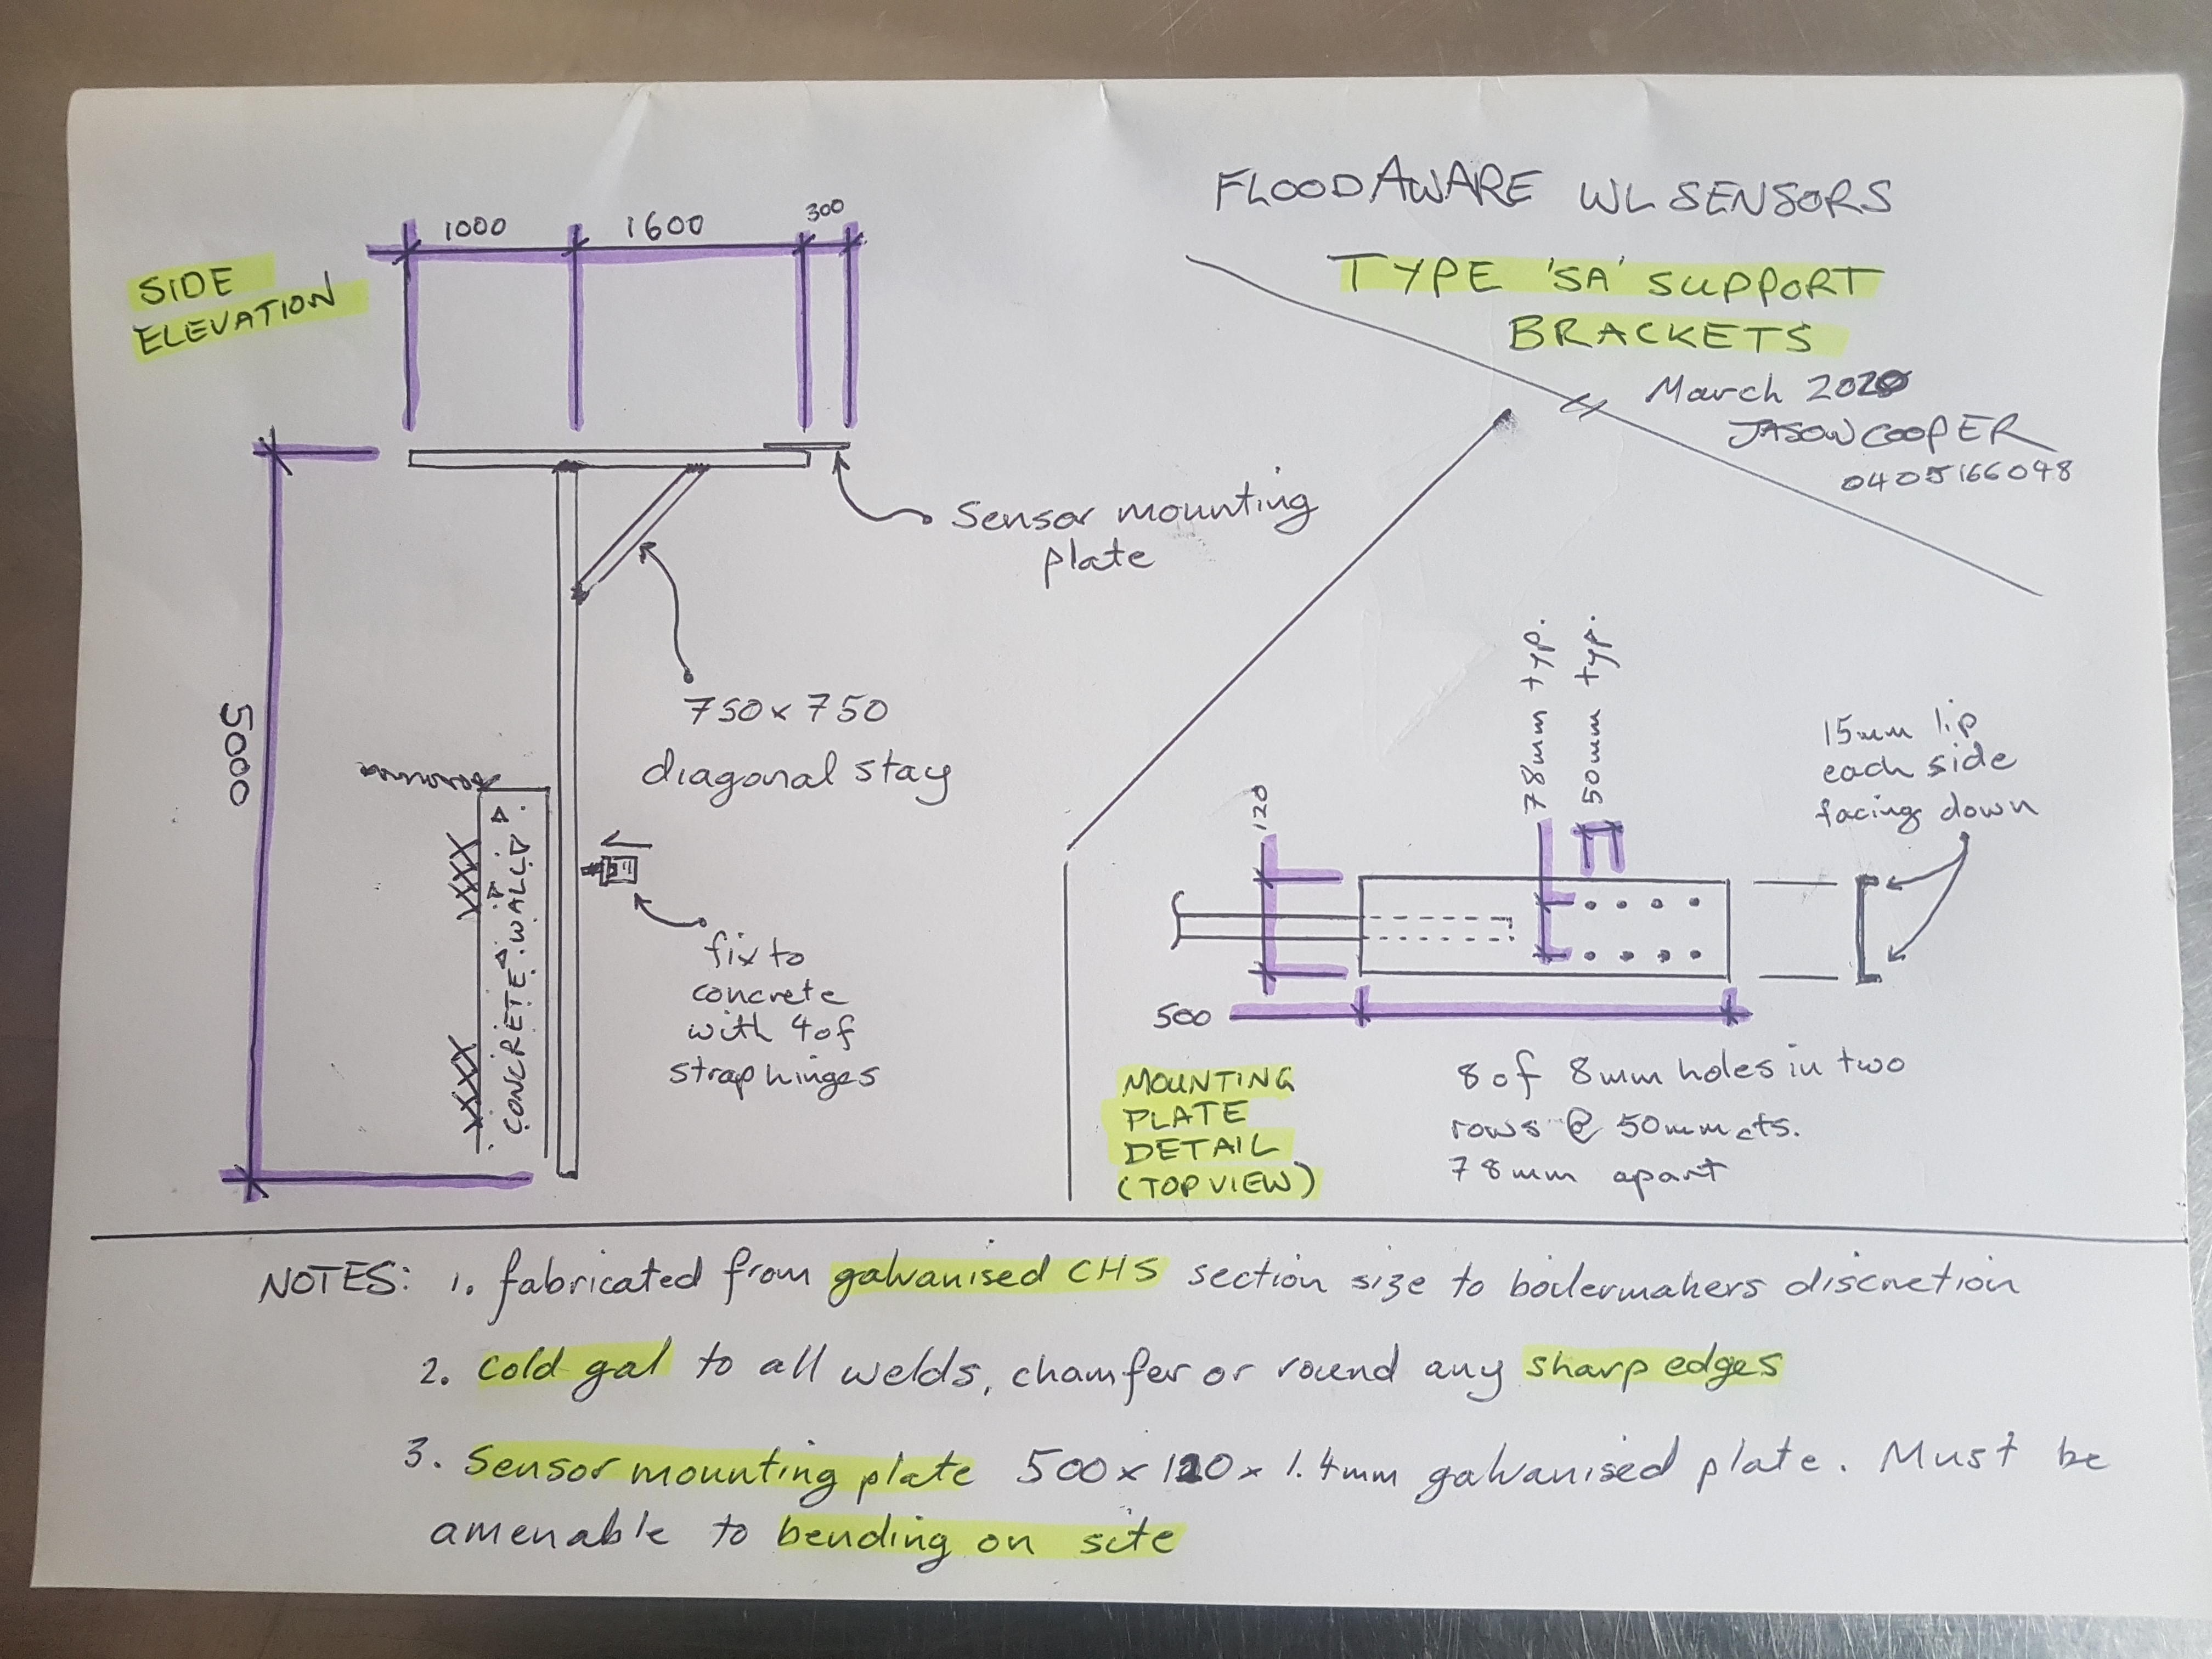 FLOODAWARE WL SENSORS
TYPE 'SA' SUPPORT
BRACKETS
March 2020
JASON COOPER
0405166098
SIDE
ELEVATION
1000
1600
300
5000
CONCRETE WALL
Sensor mounting
plate
750 x 750
diagonal stay
fix to
concrete
with 4 of
strap hinges
MOUNTING
PLATE
DETAIL
(TOP VIEW)
500
120
78mm typ.
50mm typ.
8 of 8mm holes in two
rows @ 50mm cts.
78mm apart
15mm lip
each side
facing down
NOTES: 1. fabricated from galvanised CHS section size to boilermakers discretion
2. cold gal to all welds, chamfer or round any sharp edges
3. Sensor mounting plate 500 x 120 x 1.4mm galvanised plate. Must be
amenable to bending on site